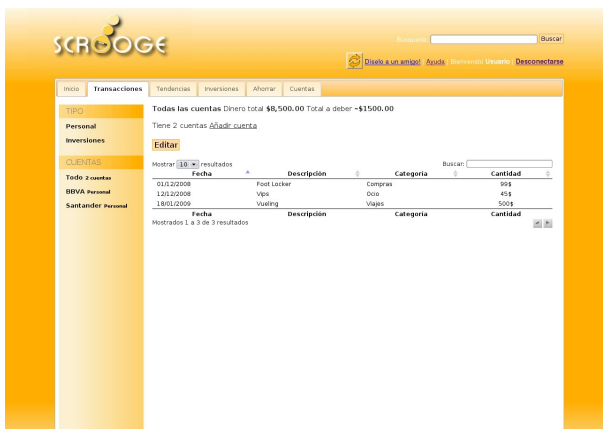 SCROOGE
Buscar
Díselo a un amigo! Ayuda Bienvenido Usuario Desconectarse
Inicio Transacciones Tendencias Inversiones Ahorrar Cuentas
TIPO
Personal
Inversiones
CUENTAS
Todo 2 cuentas
BBVA Personal
Santander Personal
Todas las cuentas Dinero total $8,500.00 Total a deber -$1500.00
Tiene 2 cuentas Añadir cuenta
Editar
Mostrar 10 resultados
Buscar:
Fecha Descripción Categoria Cantidad
01/12/2008 Foot Locker Compras 99$
12/12/2008 Vips Ocio 45$
18/01/2009 Vueling Viajes 500$
Fecha Descripción Categoria Cantidad
Mostrados 1 a 3 de 3 resultados